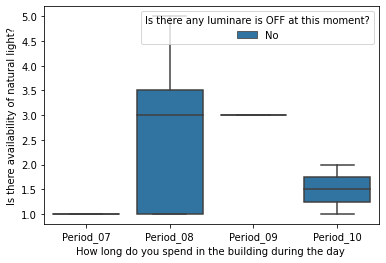 Is there any luminare is OFF at this moment?
No
Is there availability of natural light?
5.0
4.5
4.0
3.5
3.0
2.5
2.0
1.5
1.0
Period_07 Period_08 Period_09 Period_10
How long do you spend in the building during the day